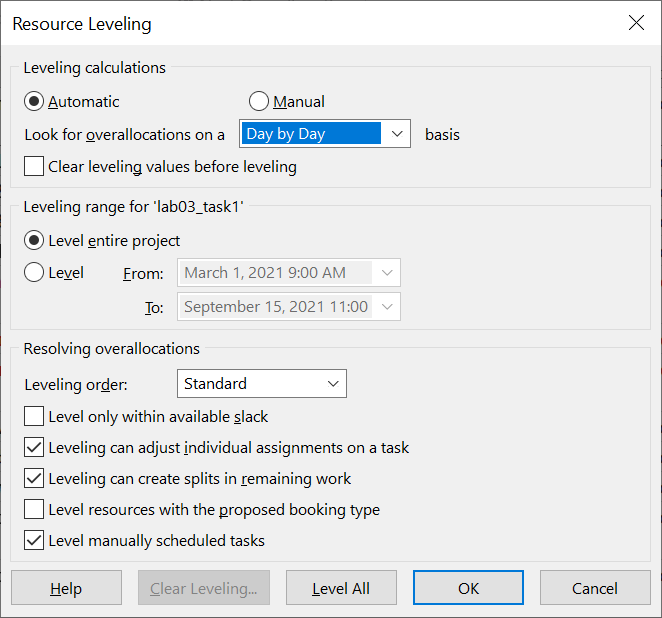 Resource Leveling
Leveling calculations
Automatic Manual
Look for overallocations on a Day by Day basis
Clear leveling values before leveling
Leveling range for 'lab03_task1'
Level entire project
Level From: March 1, 2021 9:00 AM
To: September 15, 2021 11:00
Resolving overallocations
Leveling order: Standard
Level only within available slack
Leveling can adjust individual assignments on a task
Leveling can create splits in remaining work
Level resources with the proposed booking type
Level manually scheduled tasks
Help Clear Leveling... Level All OK Cancel